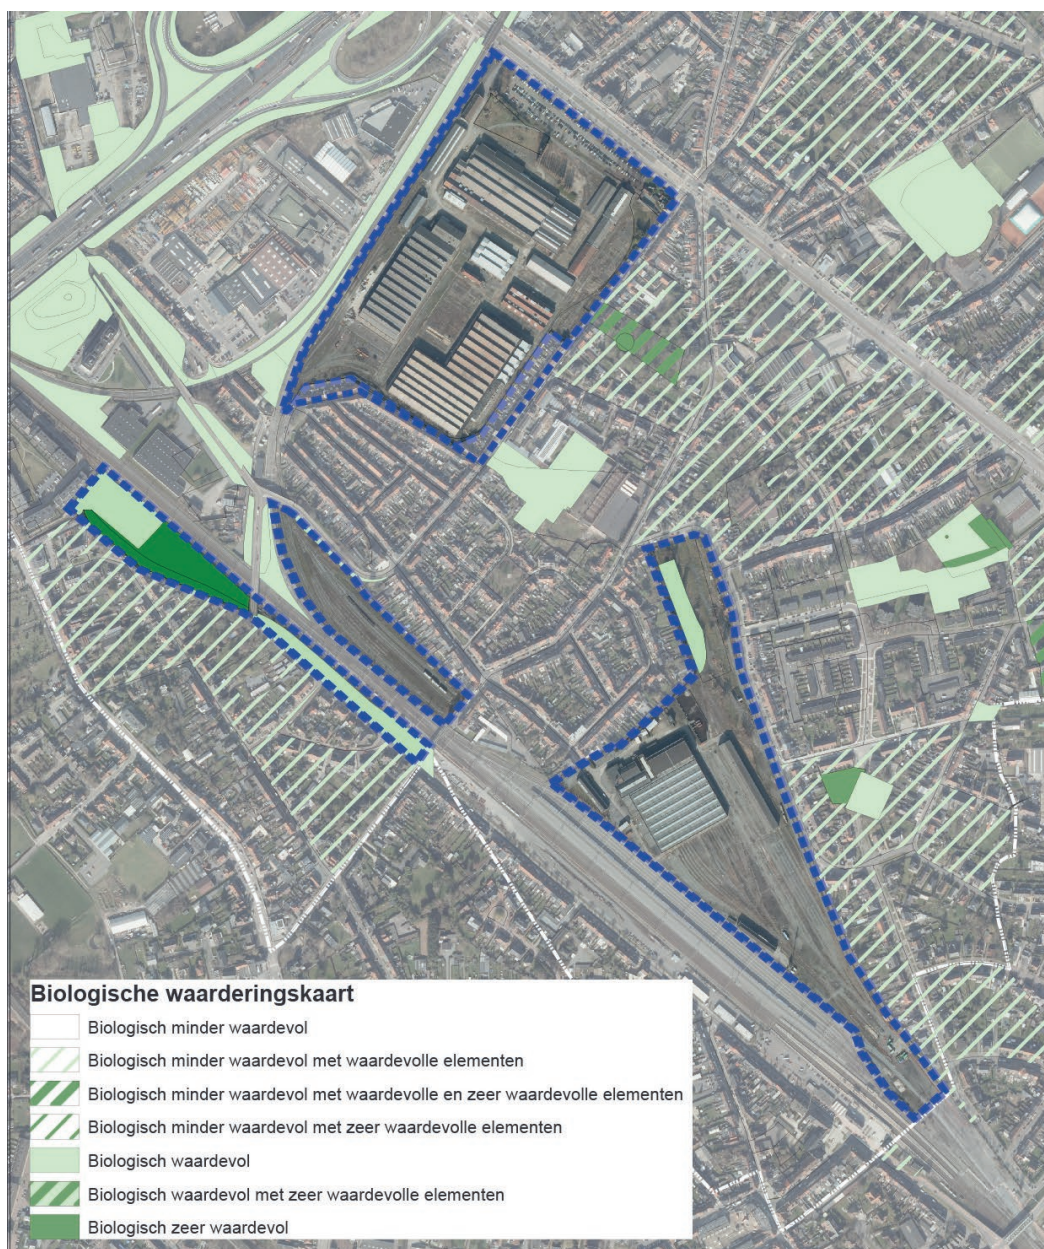 Biologische waarderingskaart
Biologisch minder waardevol
Biologisch minder waardevol met waardevolle elementen
Biologisch minder waardevol met waardevolle en zeer waardevolle elementen
Biologisch minder waardevol met zeer waardevolle elementen
Biologisch waardevol
Biologisch waardevol met zeer waardevolle elementen
Biologisch zeer waardevol